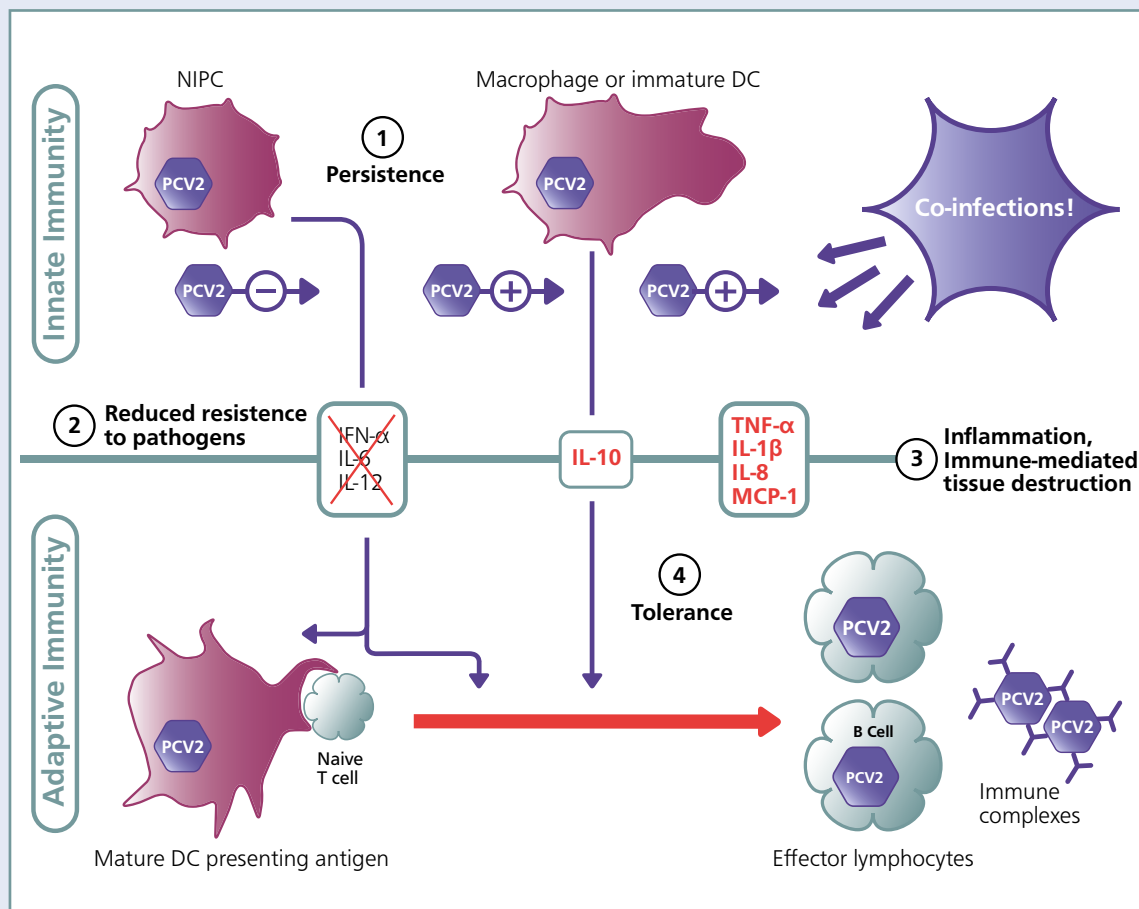 Innate Immunity
NIPC
Macrophage or immature DC
1
Persistence
PCV2
PCV2
Co-infections!
PCV2
−
PCV2
+
PCV2
+
2
Reduced resistence
to pathogens
IFN-α
IL-6
IL-12
IL-10
TNF-α
IL-1β
IL-8
MCP-1
3
Inflammation,
Immune-mediated
tissue destruction
Adaptive Immunity
4
Tolerance
PCV2
PCV2
PCV2
PCV2
B Cell
PCV2
Naive
T cell
Immune
complexes
Mature DC presenting antigen
Effector lymphocytes